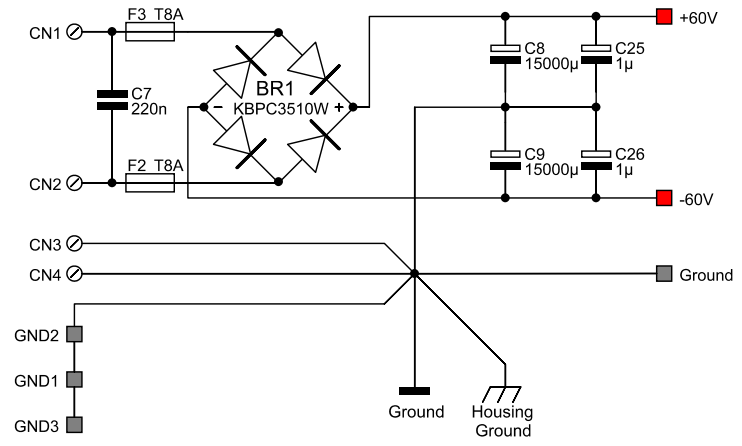 CN1
F3 T8A
C7
220n
BR1
- KBPC3510W +
F2 T8A
CN2
C8
15000µ
C25
1µ
+60V
C9
15000µ
C26
1µ
-60V
CN3
CN4
Ground
GND2
GND1
GND3
Ground
Housing
Ground